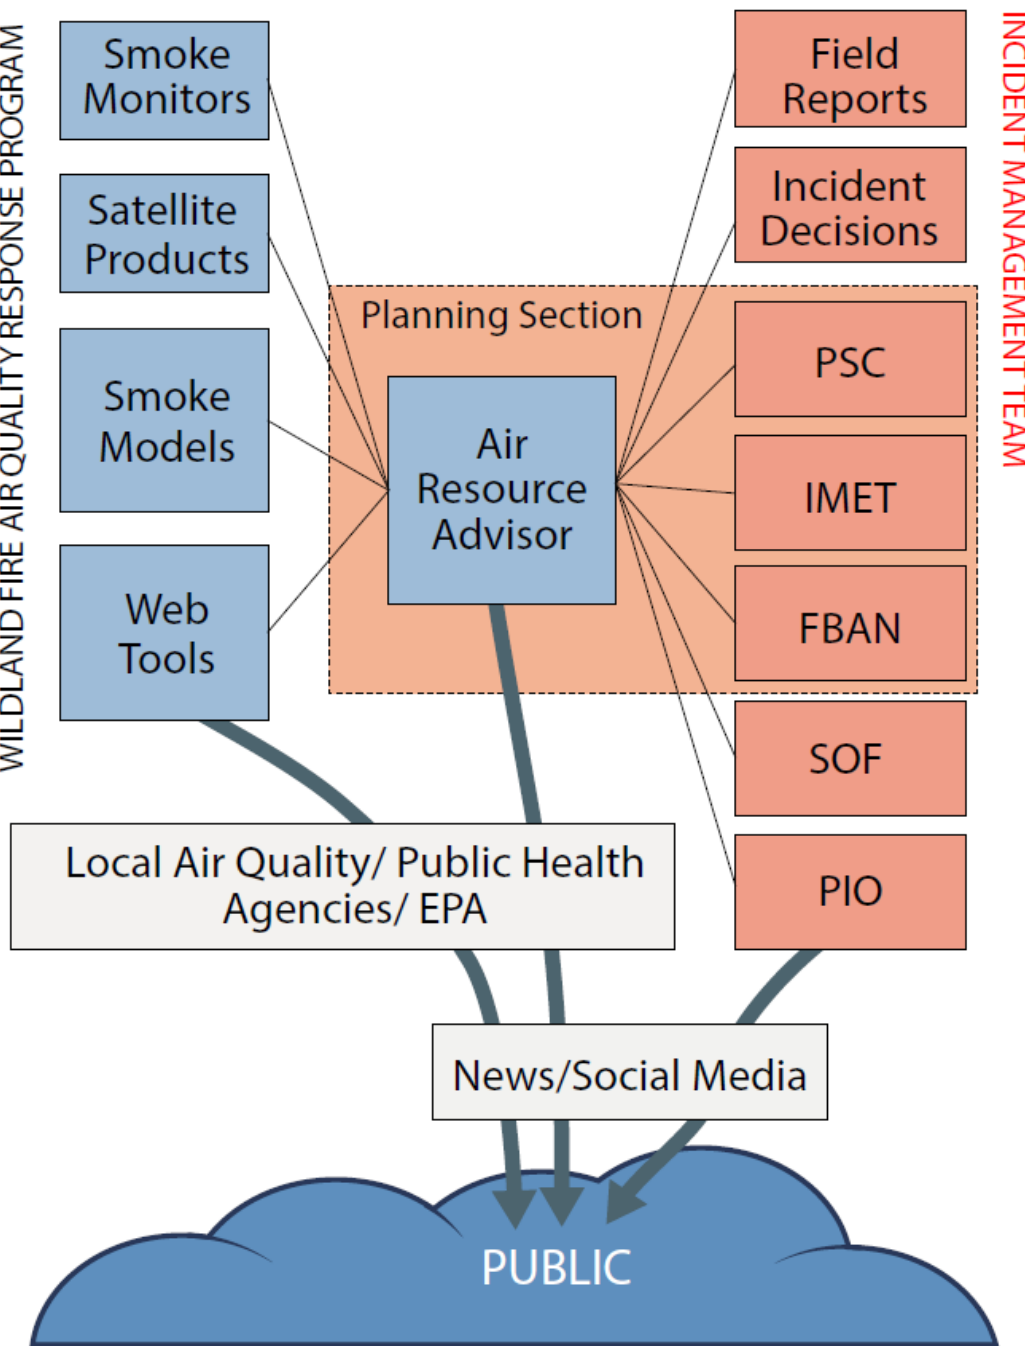 WILDLAND FIRE AIR QUALITY RESPONSE PROGRAM
Smoke
Monitors
Satellite
Products
Smoke
Models
Web
Tools
Planning Section
Air
Resource
Advisor
INCIDENT MANAGEMENT TEAM
Field
Reports
Incident
Decisions
PSC
IMET
FBAN
SOF
PIO
Local Air Quality/ Public Health
Agencies/ EPA
News/Social Media
PUBLIC